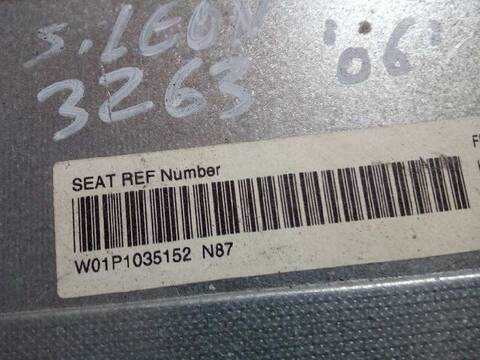 S.LEON '06'
3263
SEAT REF Number
W01P1035152 N87